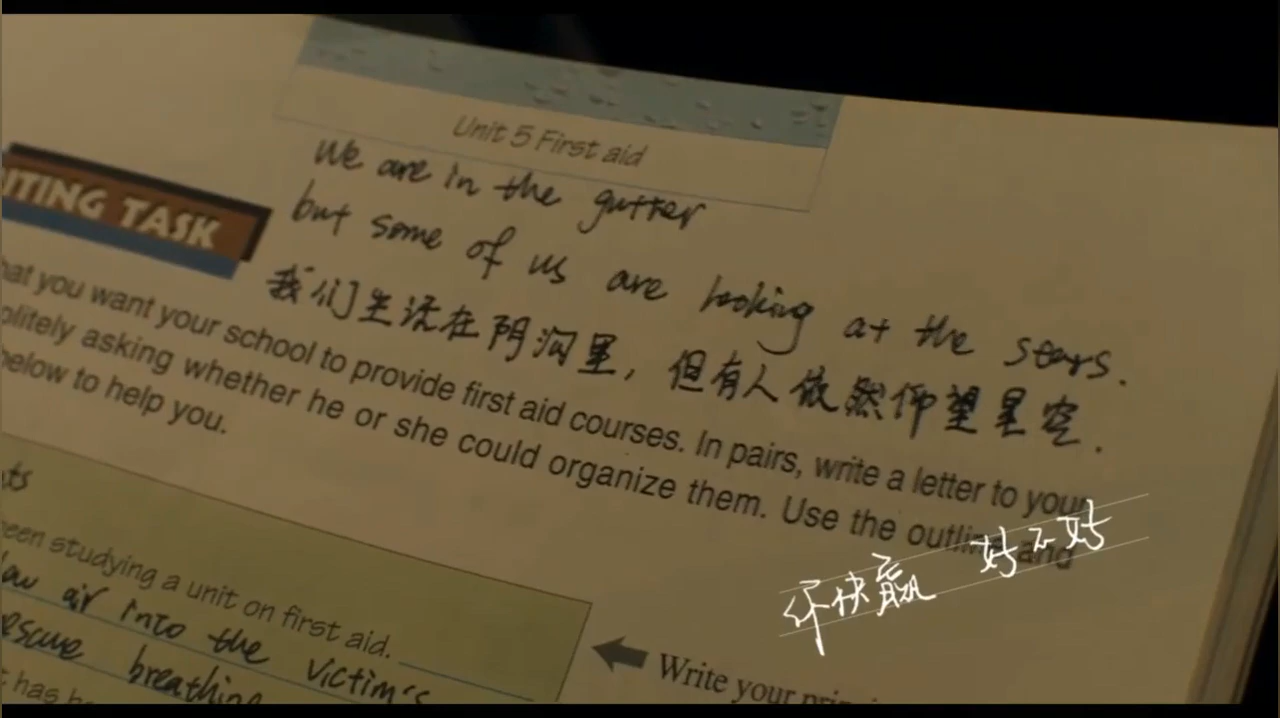 Unit 5 First aid
We are in the gutter
but some of us are looking at the stars.
我们生活在阴沟里，但有人依然仰望星空.
ITING TASK
hat you want your school to provide first aid courses. In pairs, write a letter to your
olitely asking whether he or she could organize them. Use the outline and
below to help you.
你快赢 好不好
nts
een studying a unit on first aid.
air into the victim's
escue breathing
t has be
Write your prin